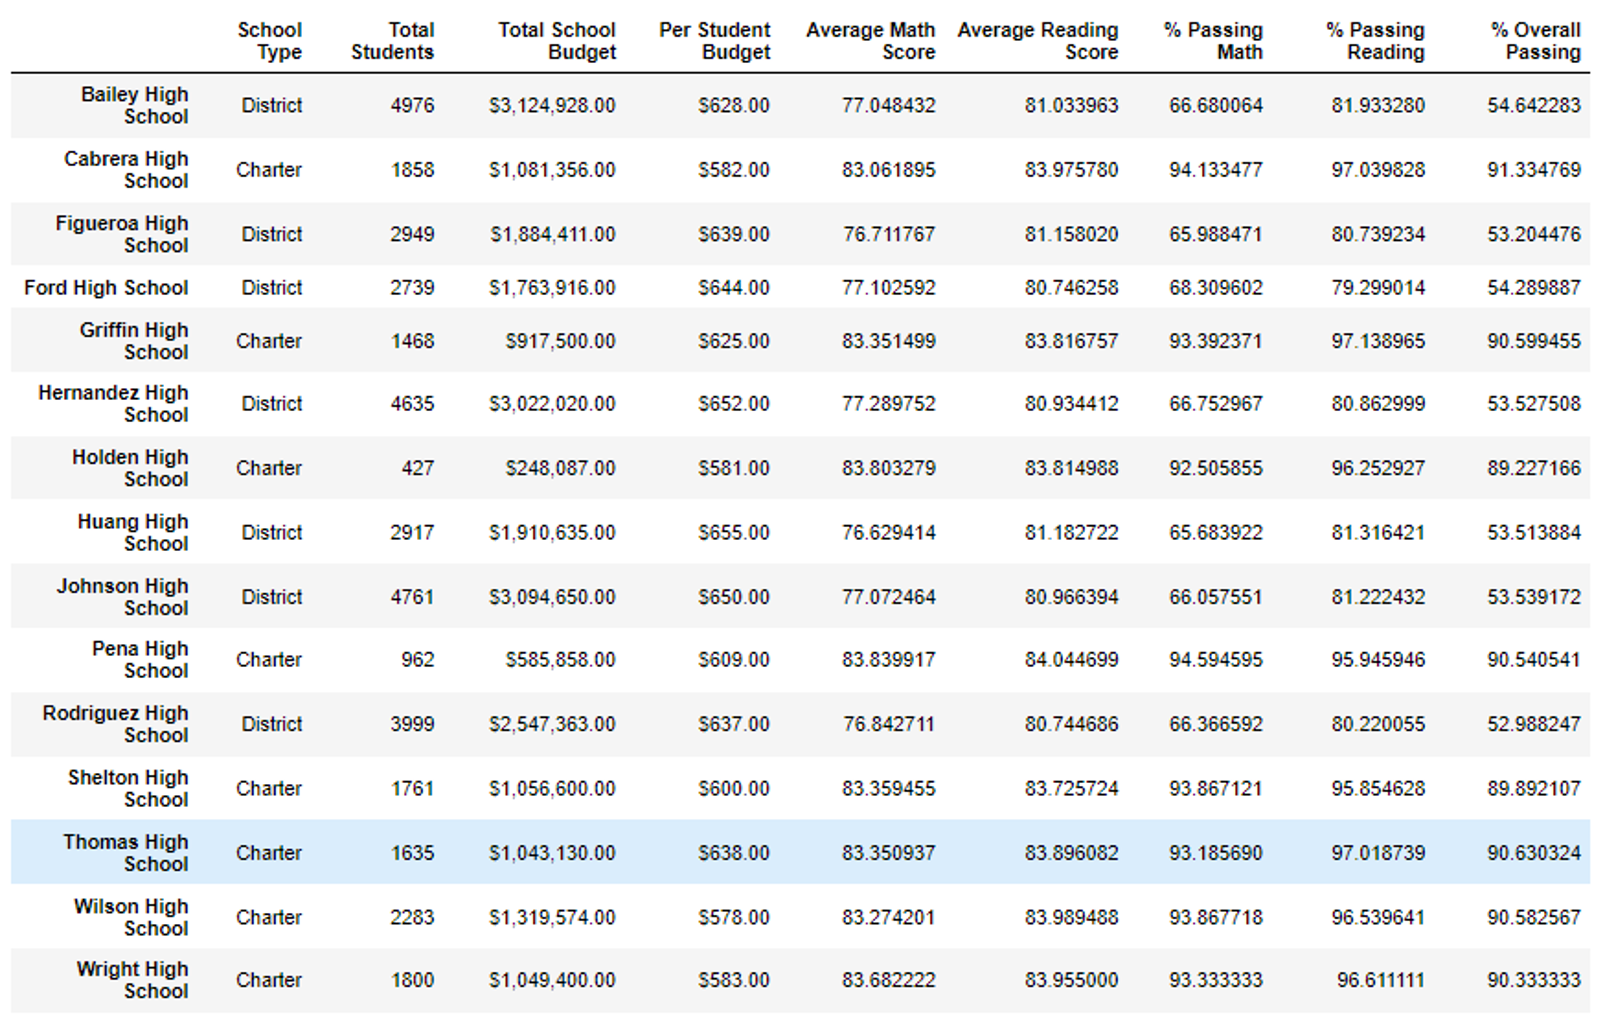 School Type Total Students Total School Budget Per Student Budget Average Math Score Average Reading Score % Passing Math % Passing Reading % Overall Passing
Bailey High School District 4976 $3,124,928.00 $628.00 77.048432 81.033963 66.680064 81.933280 54.642283
Cabrera High School Charter 1858 $1,081,356.00 $582.00 83.061895 83.975780 94.133477 97.039828 91.334769
Figueroa High School District 2949 $1,884,411.00 $639.00 76.711767 81.158020 65.988471 80.739234 53.204476
Ford High School District 2739 $1,763,916.00 $644.00 77.102592 80.746258 68.309602 79.299014 54.289887
Griffin High School Charter 1468 $917,500.00 $625.00 83.351499 83.816757 93.392371 97.138965 90.599455
Hernandez High School District 4635 $3,022,020.00 $652.00 77.289752 80.934412 66.752967 80.862999 53.527508
Holden High School Charter 427 $248,087.00 $581.00 83.803279 83.814988 92.505855 96.252927 89.227166
Huang High School District 2917 $1,910,635.00 $655.00 76.629414 81.182722 65.683922 81.316421 53.513884
Johnson High School District 4761 $3,094,650.00 $650.00 77.072464 80.966394 66.057551 81.222432 53.539172
Pena High School Charter 962 $585,858.00 $609.00 83.839917 84.044699 94.594595 95.945946 90.540541
Rodriguez High School District 3999 $2,547,363.00 $637.00 76.842711 80.744686 66.366592 80.220055 52.988247
Shelton High School Charter 1761 $1,056,600.00 $600.00 83.359455 83.725724 93.867121 95.854628 89.892107
Thomas High School Charter 1635 $1,043,130.00 $638.00 83.350937 83.896082 93.185690 97.018739 90.630324
Wilson High School Charter 2283 $1,319,574.00 $578.00 83.274201 83.989488 93.867718 96.539641 90.582567
Wright High School Charter 1800 $1,049,400.00 $583.00 83.682222 83.955000 93.333333 96.611111 90.333333